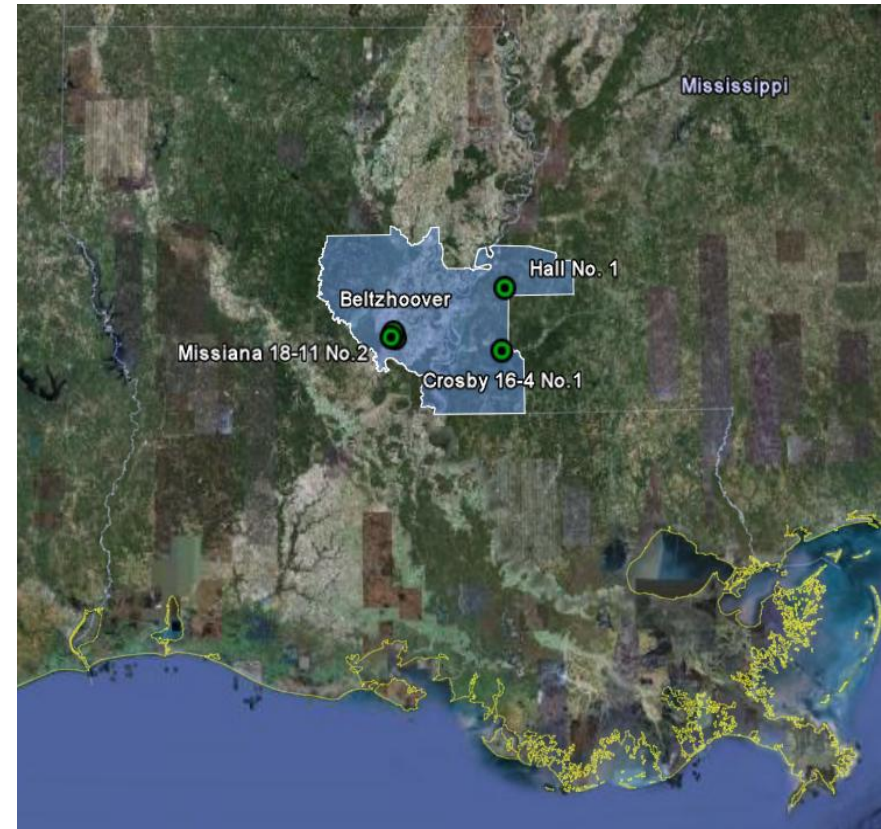 Mississippi
Hall No. 1
Beltzhoover
Missiana 18-11 No.2
Crosby 16-4 No.1